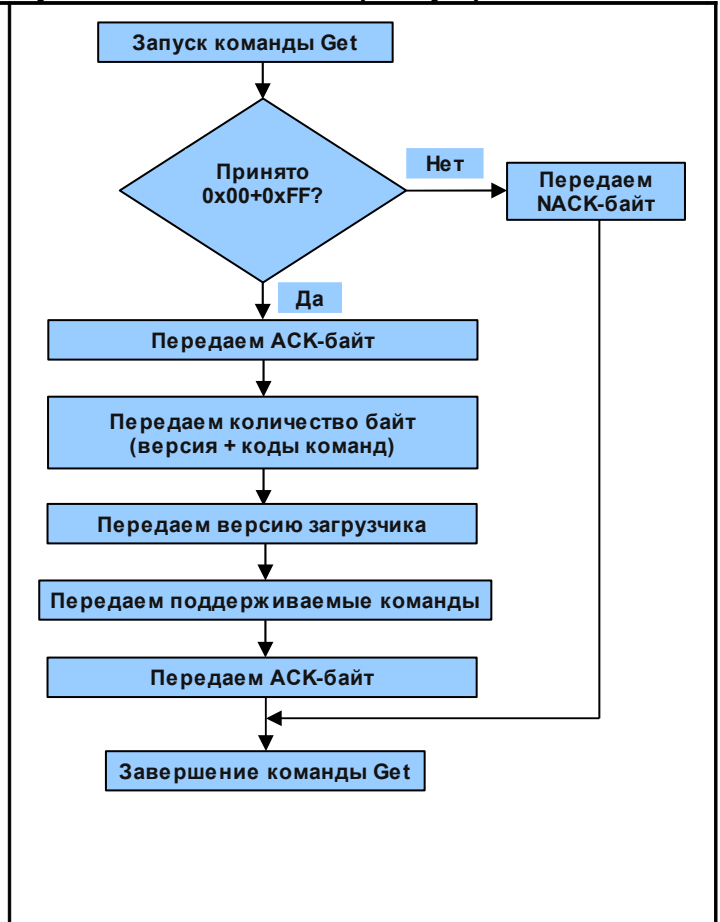 Запуск команды Get
Принято
0x00+0xFF?
Нет
Передаем
NACK-байт
Да
Передаем ACK-байт
Передаем количество байт
(версия + коды команд)
Передаем версию загрузчика
Передаем поддерживаемые команды
Передаем ACK-байт
Завершение команды Get